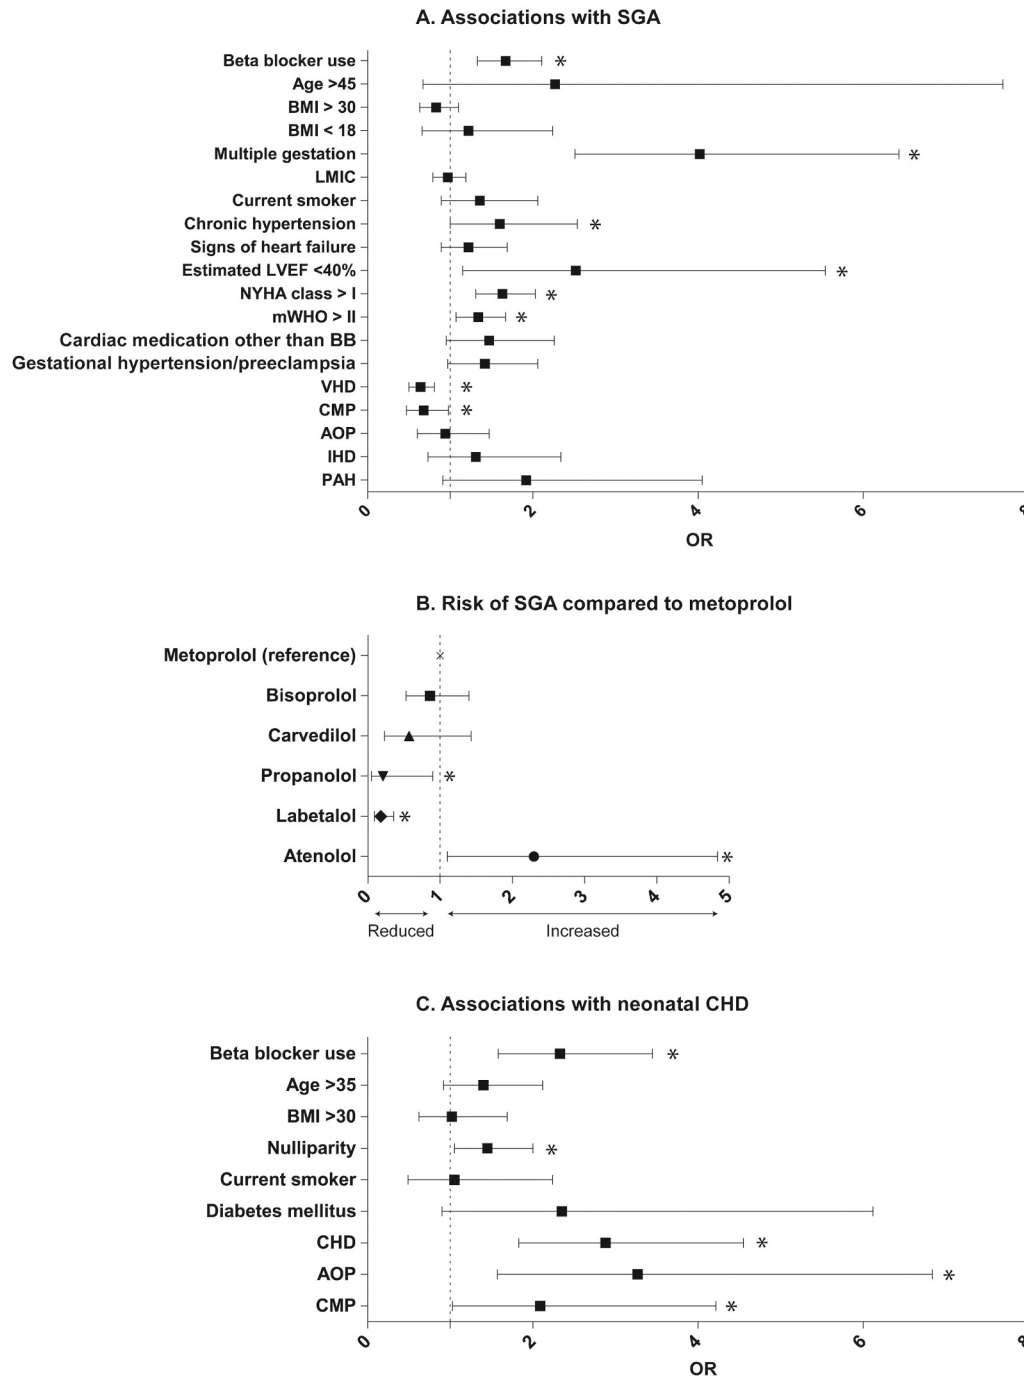 A. Associations with SGA
Beta blocker use
*
Age >45
BMI > 30
BMI < 18
Multiple gestation
*
LMIC
Current smoker
Chronic hypertension
*
Signs of heart failure
Estimated LVEF <40%
*
NYHA class > I
*
mWHO > II
*
Cardiac medication other than BB
Gestational hypertension/preeclampsia
VHD
*
CMP
*
AOP
IHD
PAH
0 2 4 6 8
OR
B. Risk of SGA compared to metoprolol
Metoprolol (reference)
Bisoprolol
Carvedilol
Propanolol
*
Labetalol
*
Atenolol
*
0 1 2 3 4 5
Reduced Increased
C. Associations with neonatal CHD
Beta blocker use
*
Age >35
BMI >30
Nulliparity
*
Current smoker
Diabetes mellitus
CHD
*
AOP
*
CMP
*
0 2 4 6 8
OR